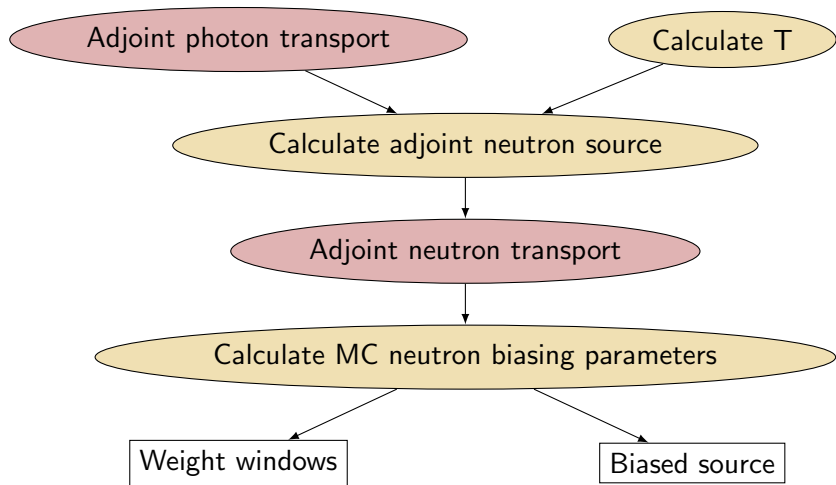 Adjoint photon transport
Calculate T
Calculate adjoint neutron source
Adjoint neutron transport
Calculate MC neutron biasing parameters
Weight windows
Biased source